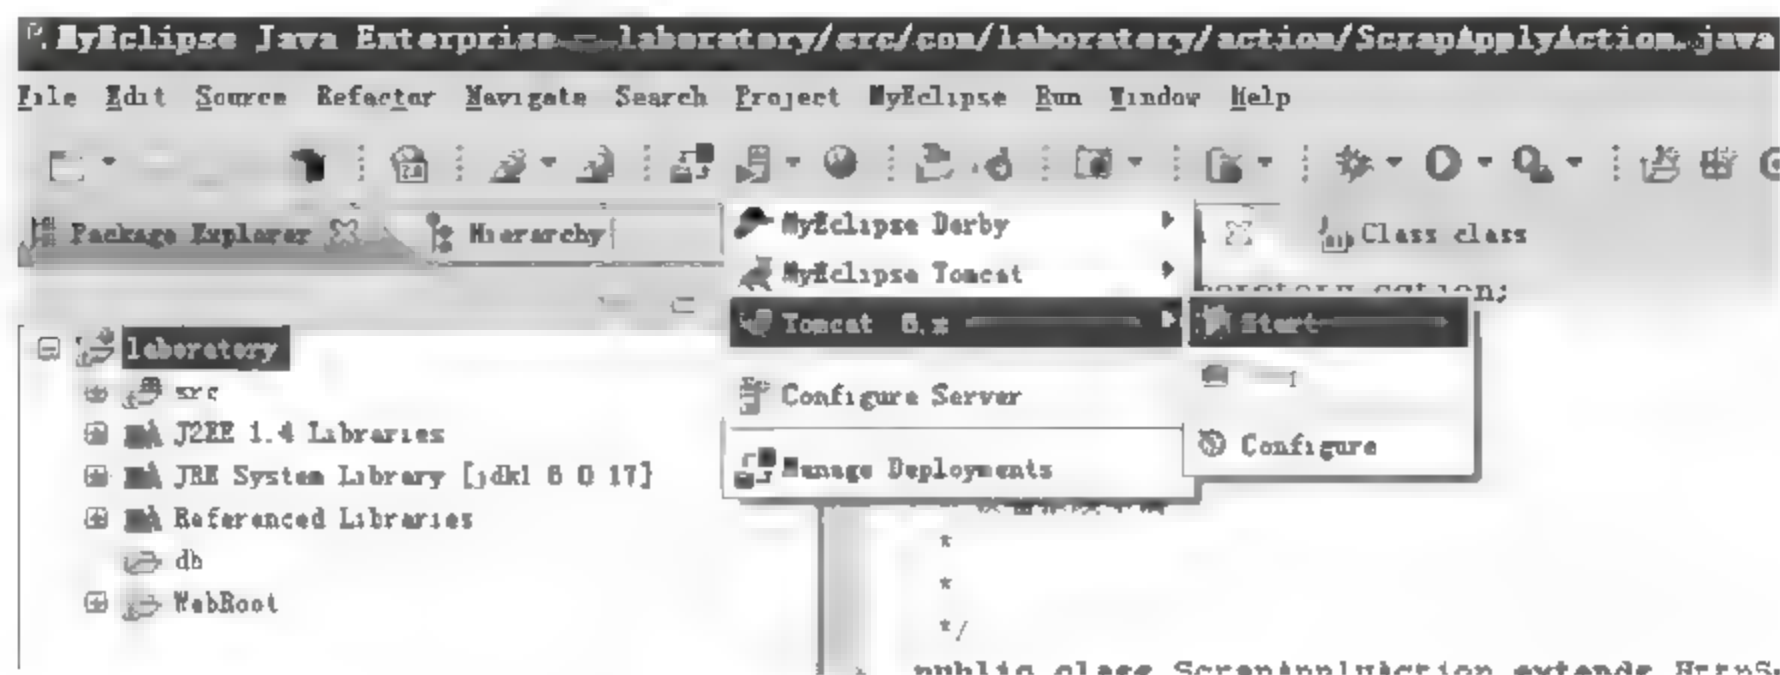 MyEclipse Java Enterprise - laboratory/src/com/laboratory/action/ScrapApplyAction.java
File Edit Source Refactor Navigate Search Project MyEclipse Run Window Help
Package Explorer Hierarchy
MyEclipse Derby
Class class
MyEclipse Tomcat
Tomcat 6.x
Start
laboratory
Configure Server
src
J2EE 1.4 Libraries
Configure
Manage Deployments
JRE System Library [jdk1 6 0 17]
Referenced Libraries
*
db
*
WebRoot
*/
public class ScrapApplyAction extends